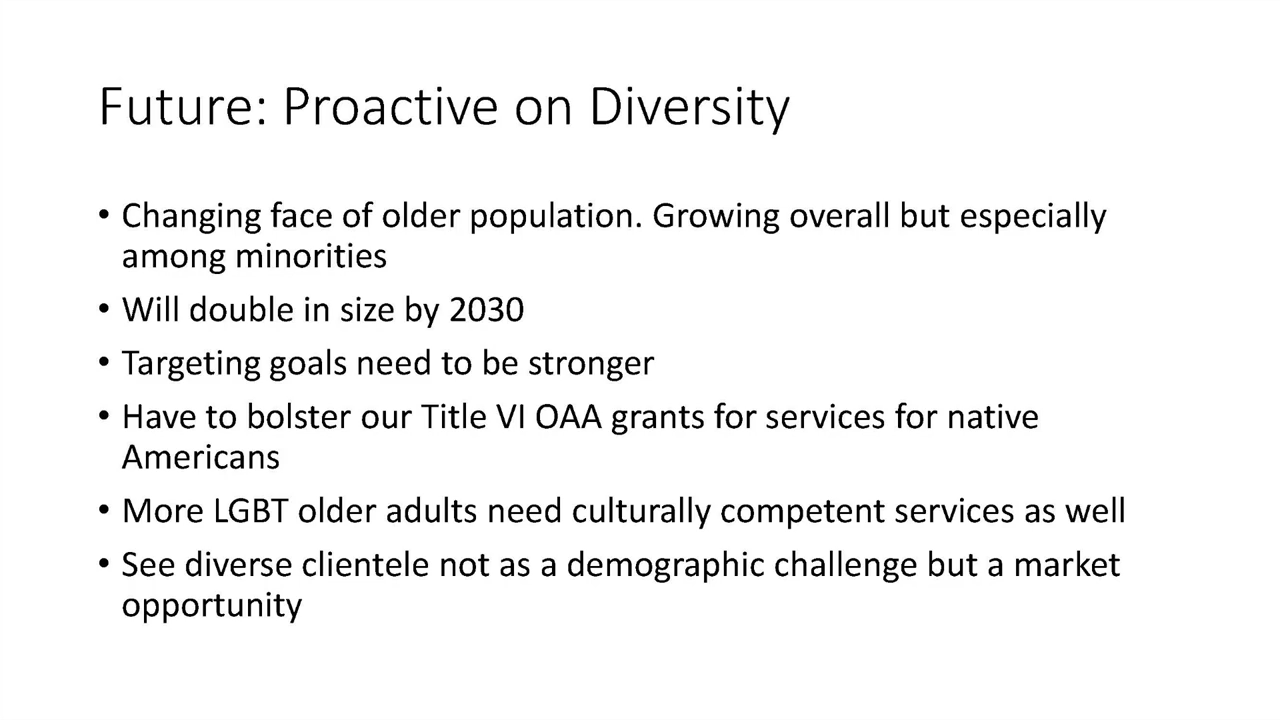 Future: Proactive on Diversity
• Changing face of older population. Growing overall but especially
among minorities
• Will double in size by 2030
• Targeting goals need to be stronger
• Have to bolster our Title VI OAA grants for services for native
Americans
• More LGBT older adults need culturally competent services as well
• See diverse clientele not as a demographic challenge but a market
opportunity